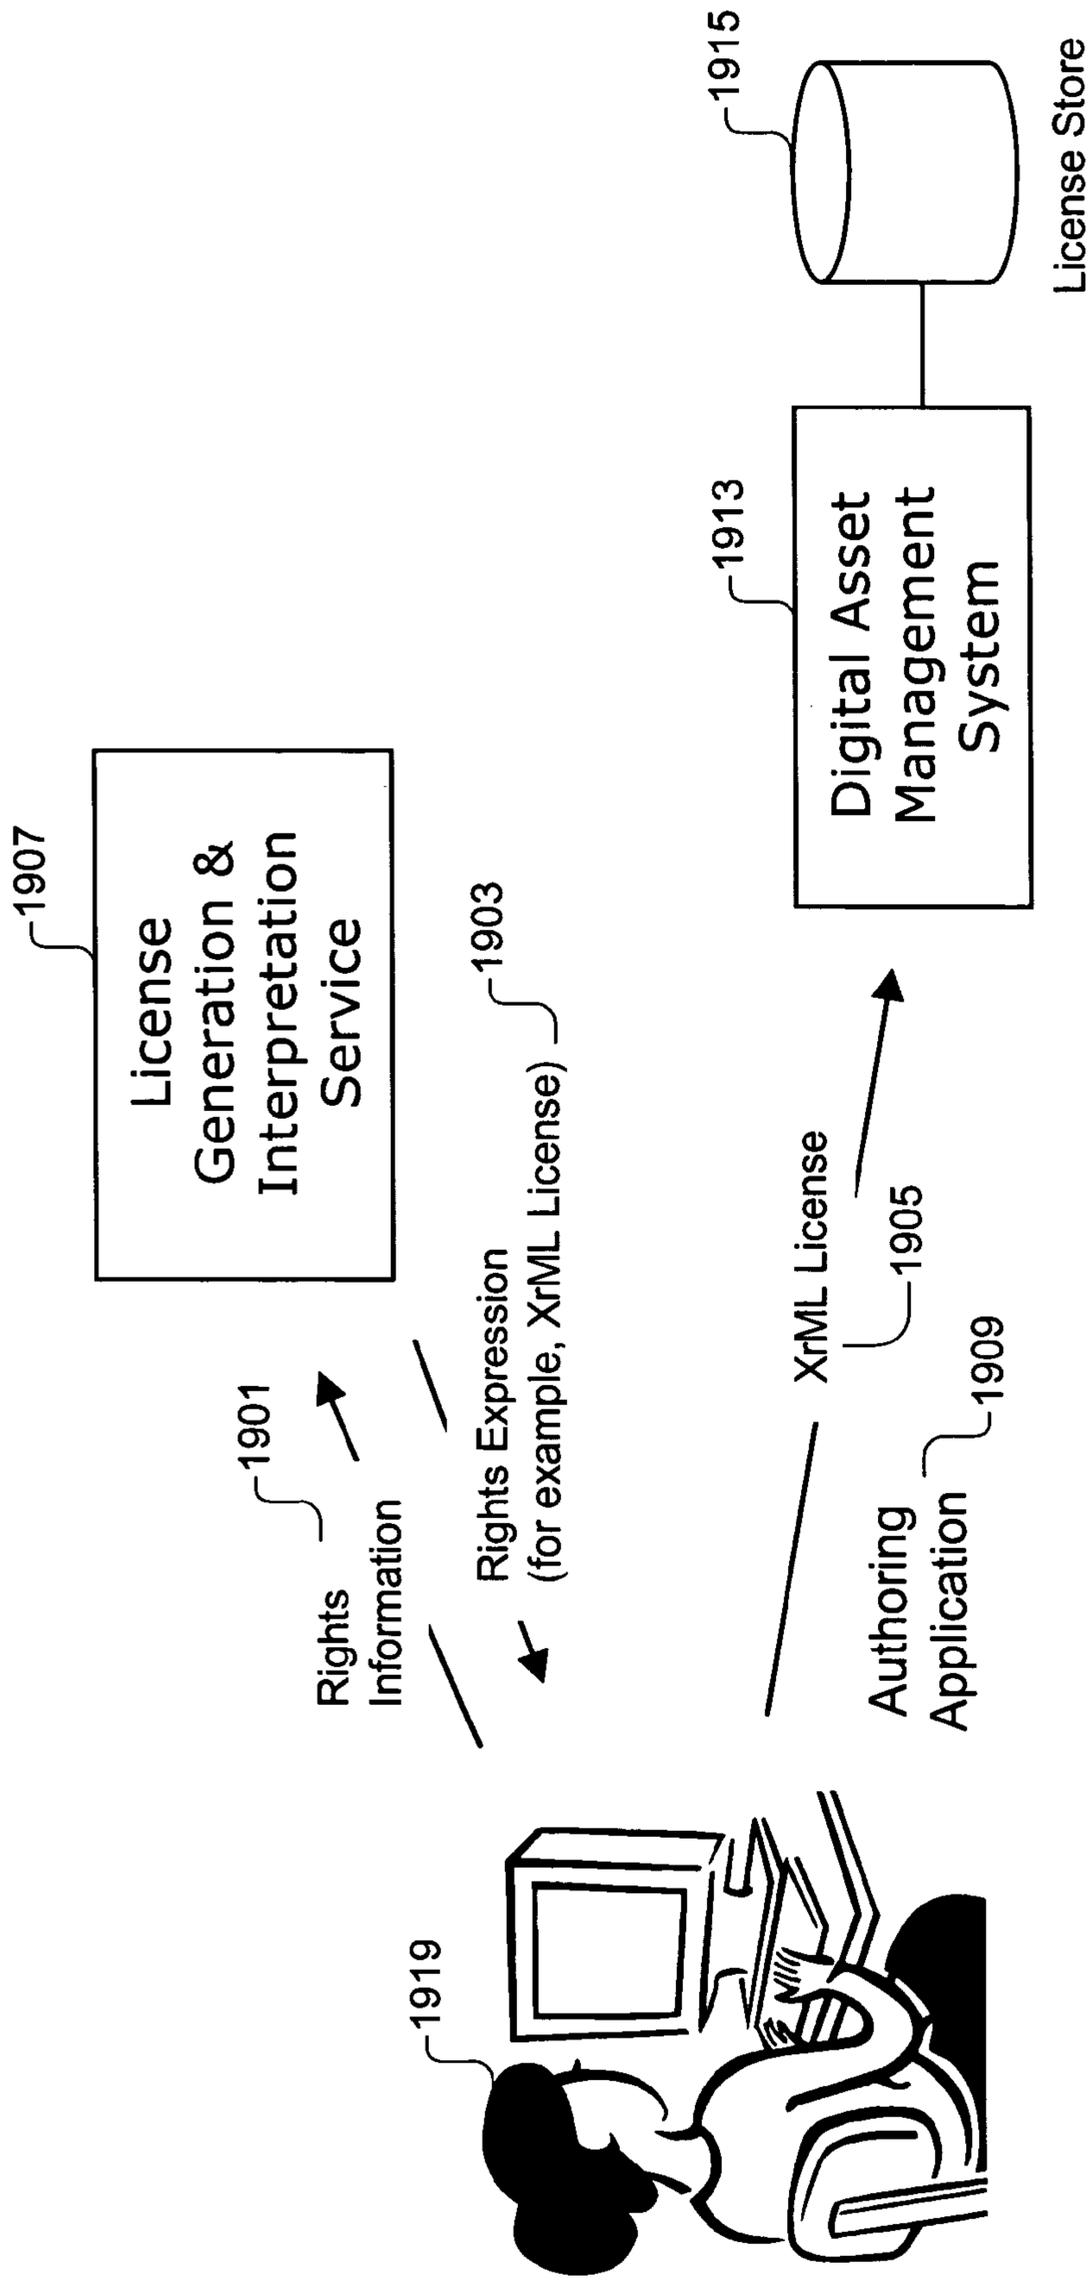 1907
License
Generation &
Interpretation
Service
1901
Rights
Information
1903
Rights Expression
(for example, XrML License)
1919
1915
License Store
1913
Digital Asset
Management
System
XrML License
1905
Authoring
Application
1909